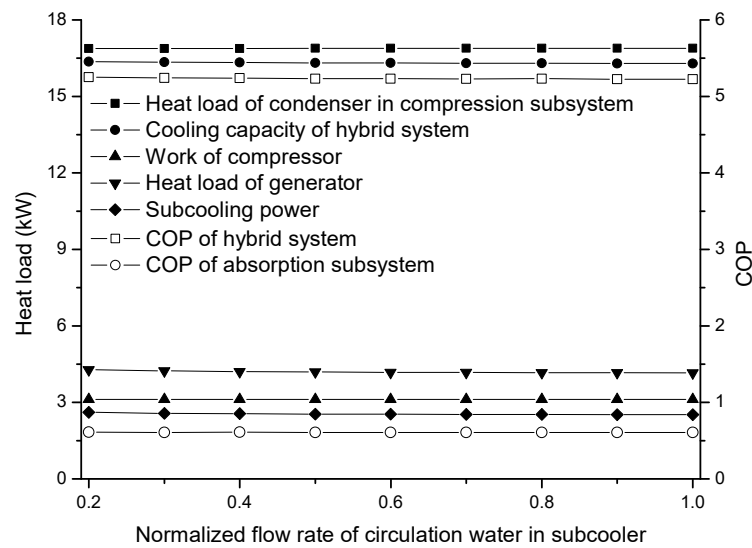 18
15
12
9
6
3
0
Heat load (kW)
6
5
4
3
2
1
0
COP
Heat load of condenser in compression subsystem
Cooling capacity of hybrid system
Work of compressor
Heat load of generator
Subcooling power
COP of hybrid system
COP of absorption subsystem
0.2 0.4 0.6 0.8 1.0
Normalized flow rate of circulation water in subcooler